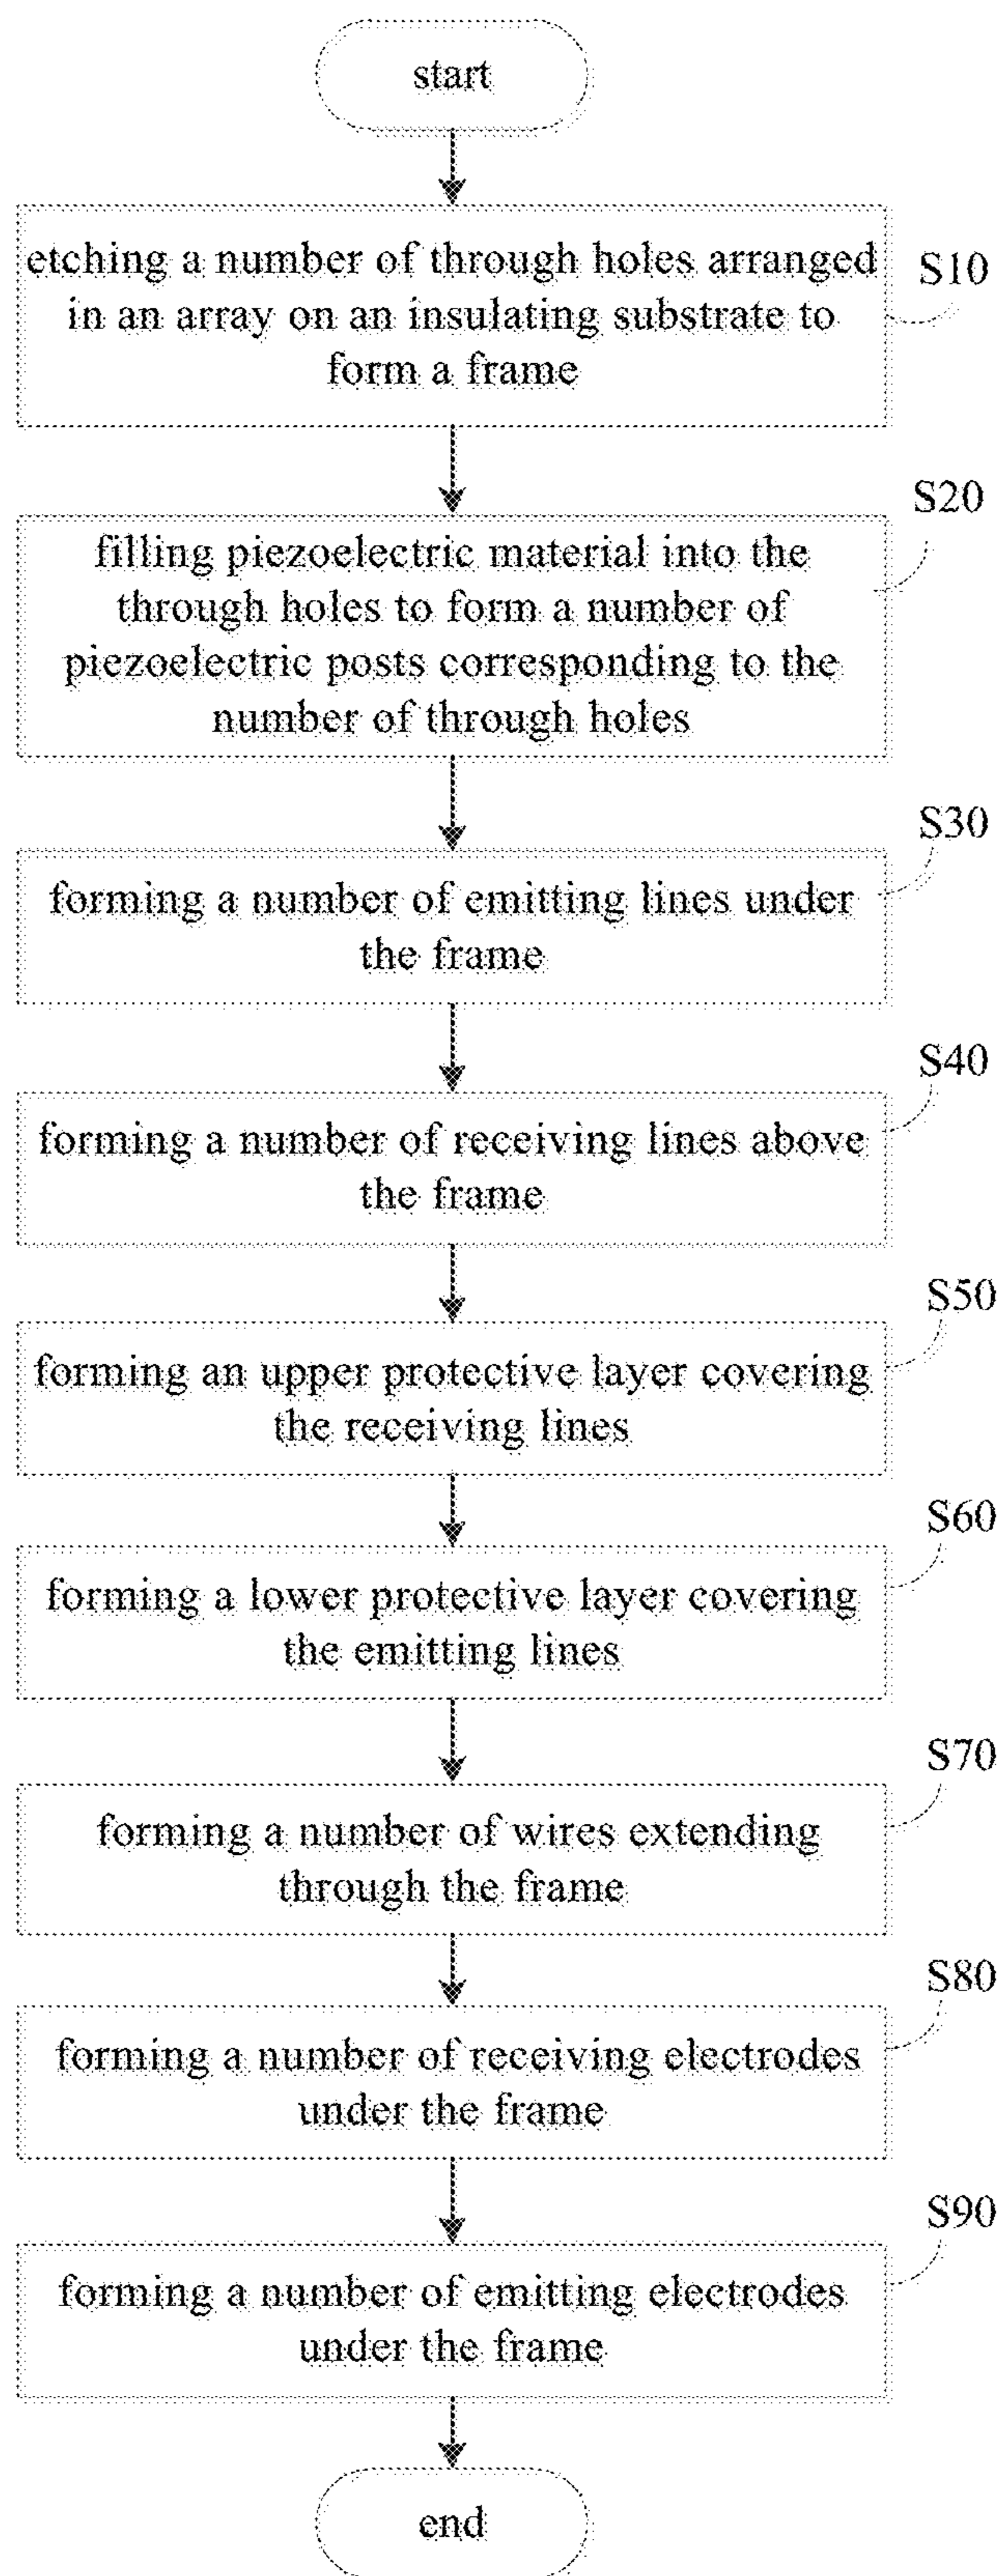 start
etching a number of through holes arranged
in an array on an insulating substrate to
form a frame
S10
filling piezoelectric material into the
through holes to form a number of
piezoelectric posts corresponding to the
number of through holes
S20
forming a number of emitting lines under
the frame
S30
forming a number of receiving lines above
the frame
S40
forming an upper protective layer covering
the receiving lines
S50
forming a lower protective layer covering
the emitting lines
S60
forming a number of wires extending
through the frame
S70
forming a number of receiving electrodes
under the frame
S80
forming a number of emitting electrodes
under the frame
S90
end